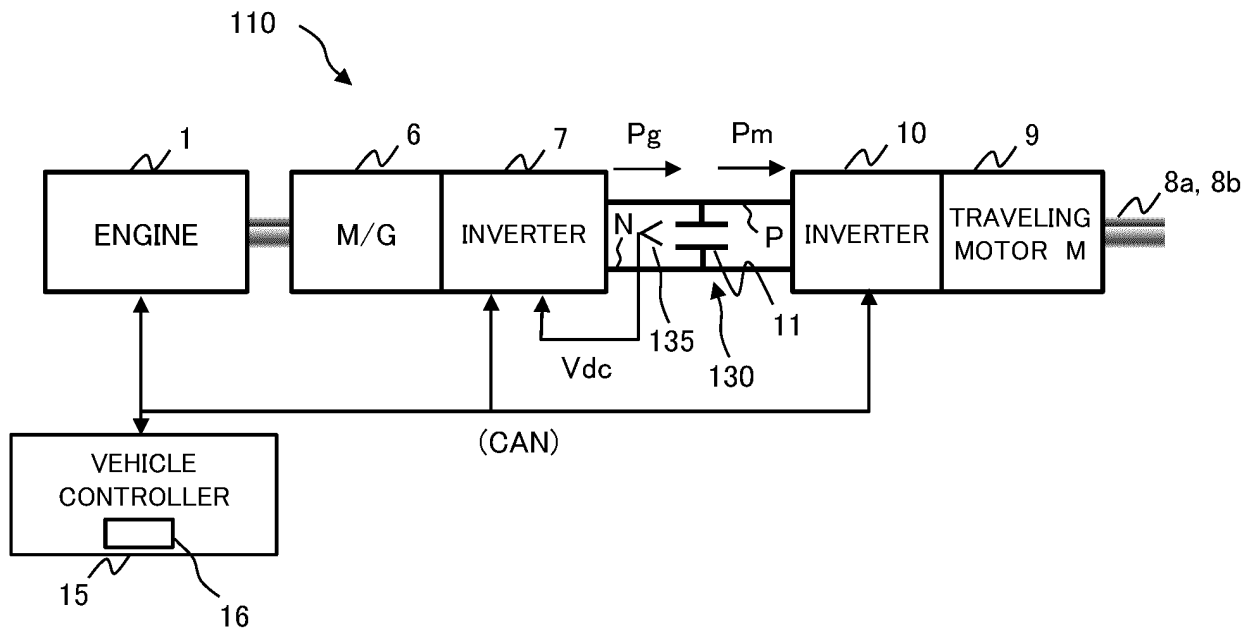 110
1
6
7
Pg
Pm
10
9
8a, 8b
ENGINE
M/G
INVERTER
N
P
INVERTER
TRAVELING
MOTOR M
135
11
130
Vdc
(CAN)
VEHICLE
CONTROLLER
15
16